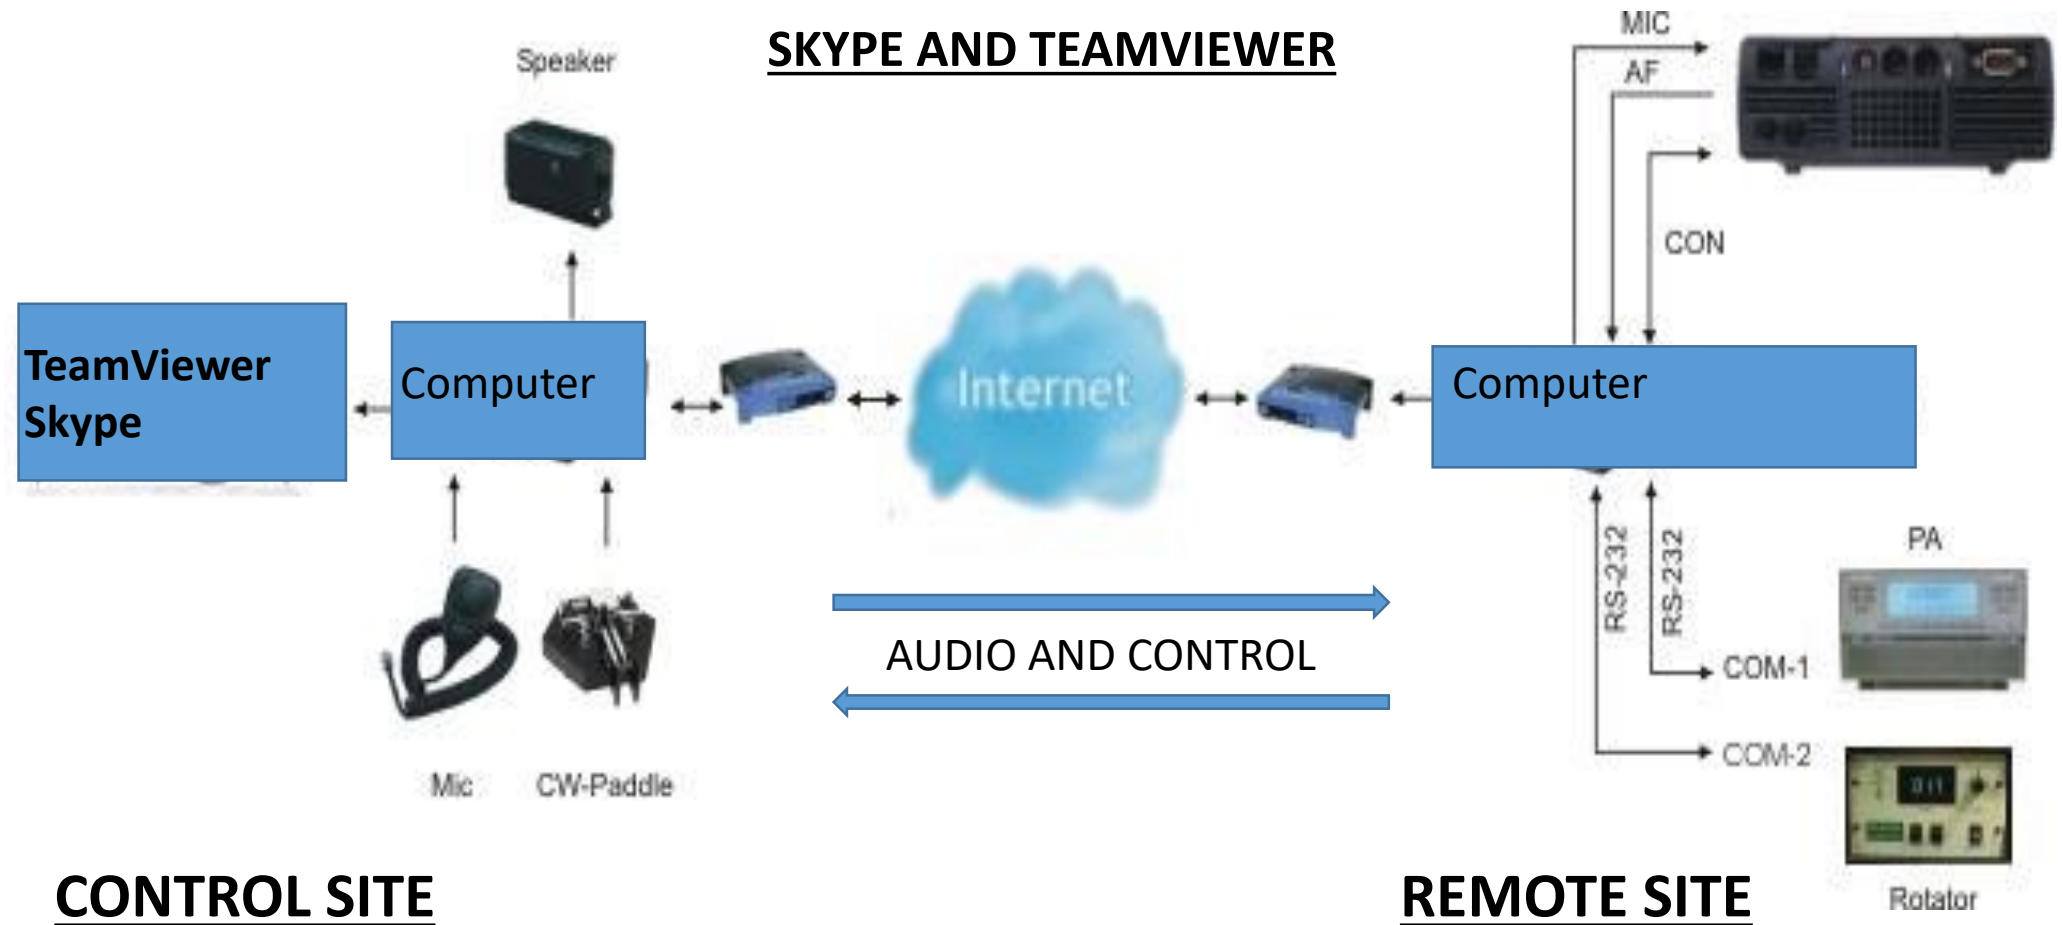 SKYPE AND TEAMVIEWER
Speaker
MIC
AF
CON
TeamViewer
Skype
Computer
Internet
Computer
RS-232
RS-232
PA
AUDIO AND CONTROL
COM-1
COM-2
Mic
CW-Paddle
011
CONTROL SITE
REMOTE SITE
Rotator